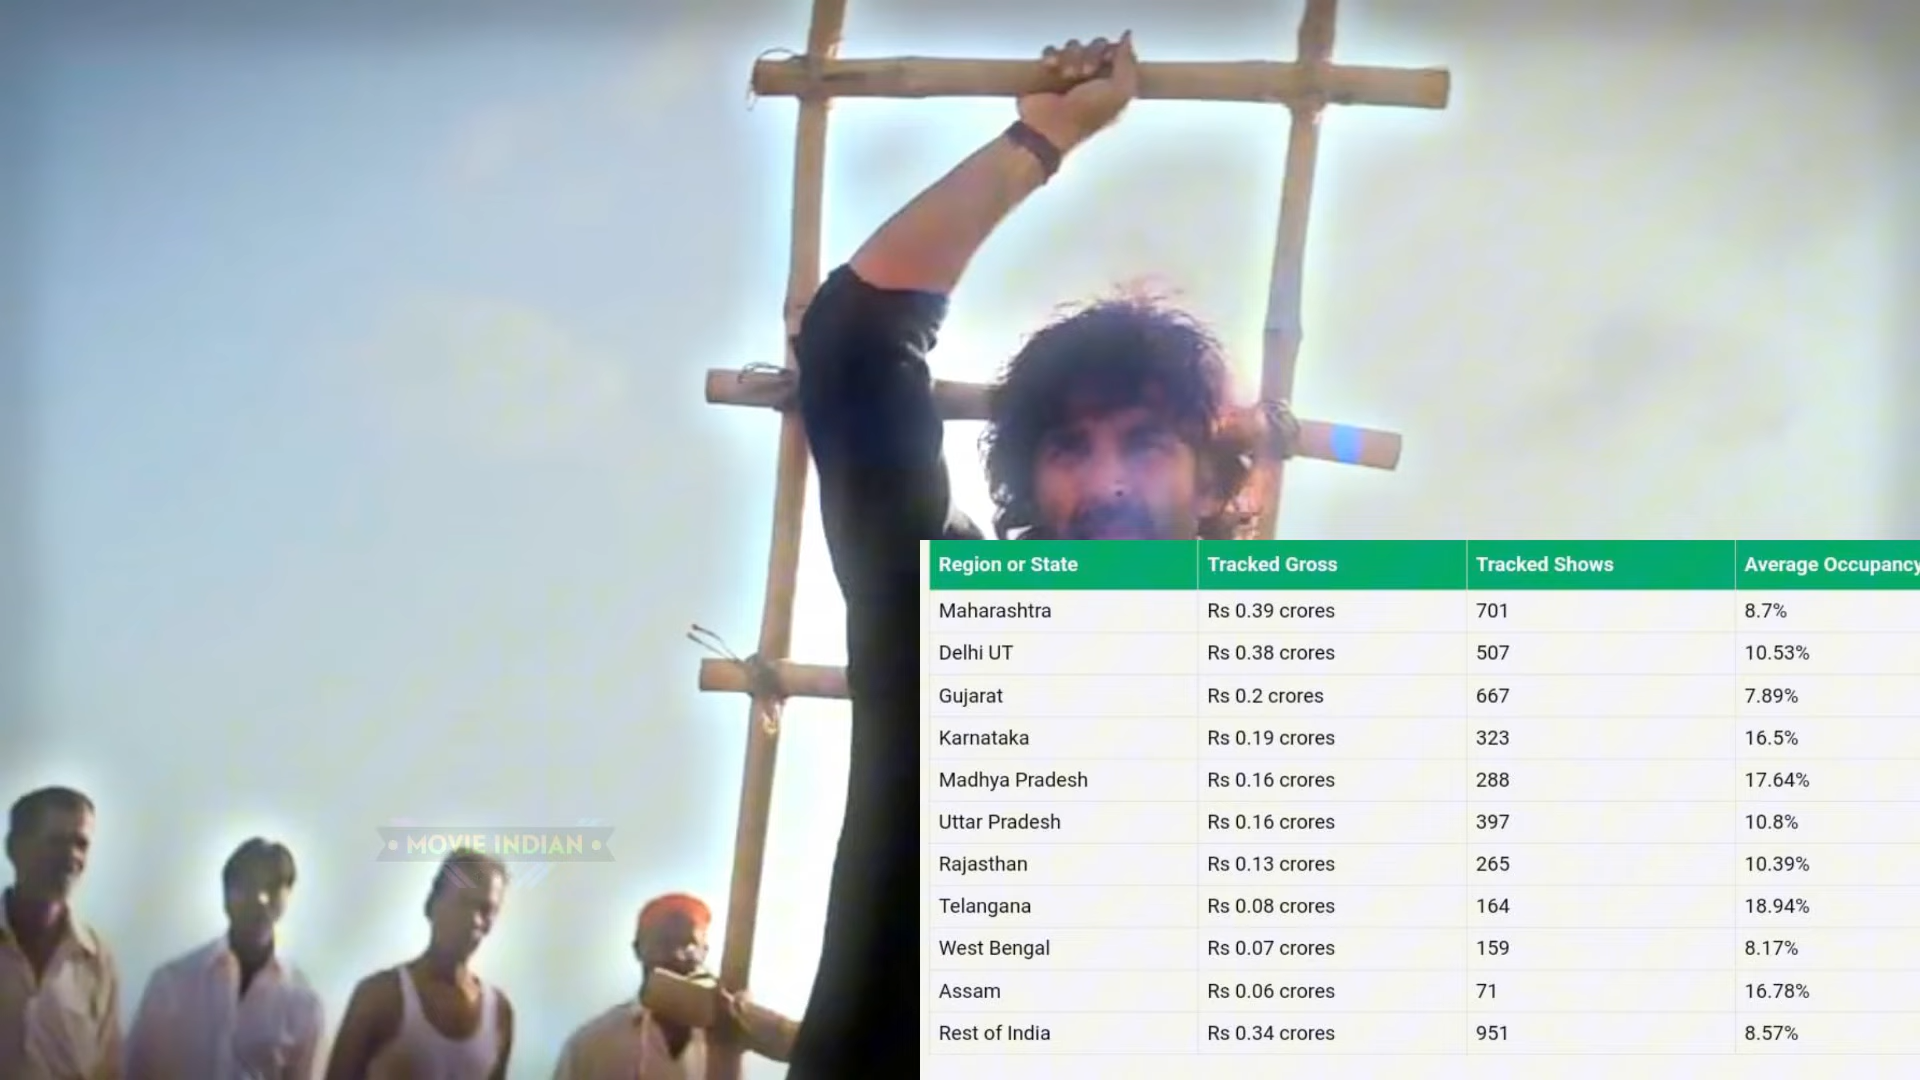 • MOVIE INDIAN •
Region or State Tracked Gross Tracked Shows Average Occupancy
Maharashtra Rs 0.39 crores 701 8.7%
Delhi UT Rs 0.38 crores 507 10.53%
Gujarat Rs 0.2 crores 667 7.89%
Karnataka Rs 0.19 crores 323 16.5%
Madhya Pradesh Rs 0.16 crores 288 17.64%
Uttar Pradesh Rs 0.16 crores 397 10.8%
Rajasthan Rs 0.13 crores 265 10.39%
Telangana Rs 0.08 crores 164 18.94%
West Bengal Rs 0.07 crores 159 8.17%
Assam Rs 0.06 crores 71 16.78%
Rest of India Rs 0.34 crores 951 8.57%